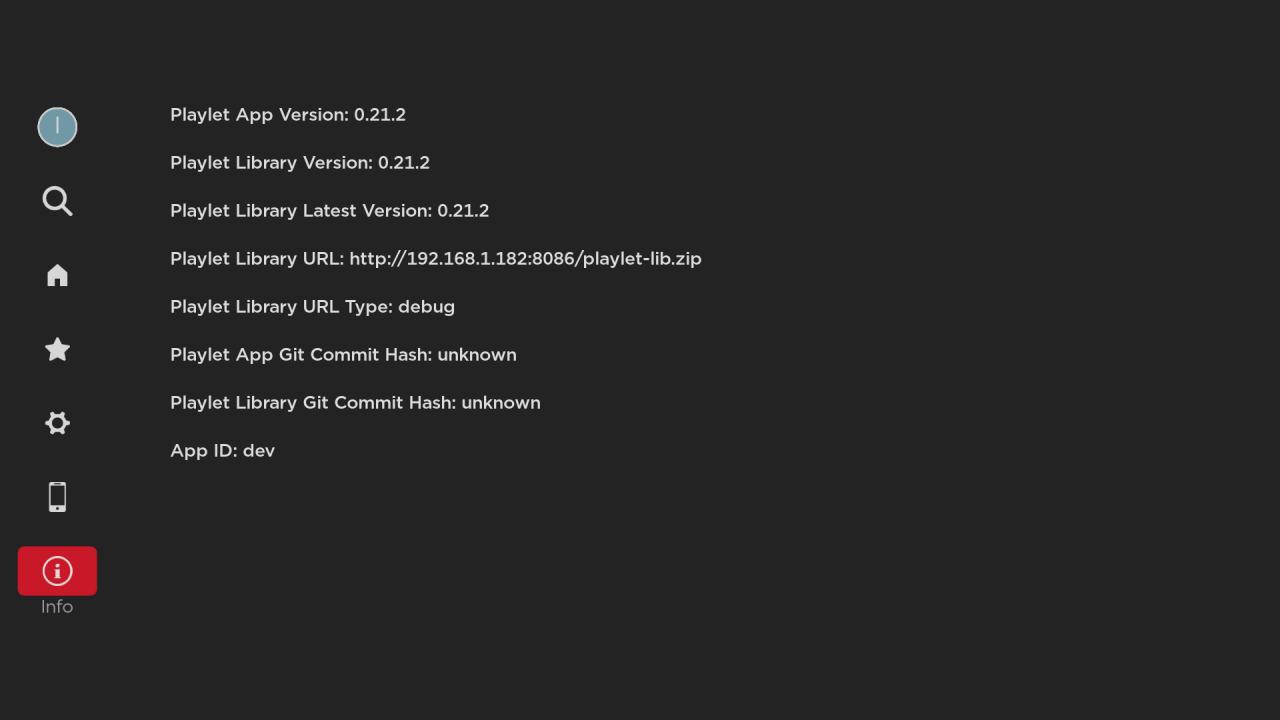 I
Playlet App Version: 0.21.2
Playlet Library Version: 0.21.2
Playlet Library Latest Version: 0.21.2
Playlet Library URL: http://192.168.1.182:8086/playlet-lib.zip
Playlet Library URL Type: debug
Playlet App Git Commit Hash: unknown
Playlet Library Git Commit Hash: unknown
App ID: dev
Info